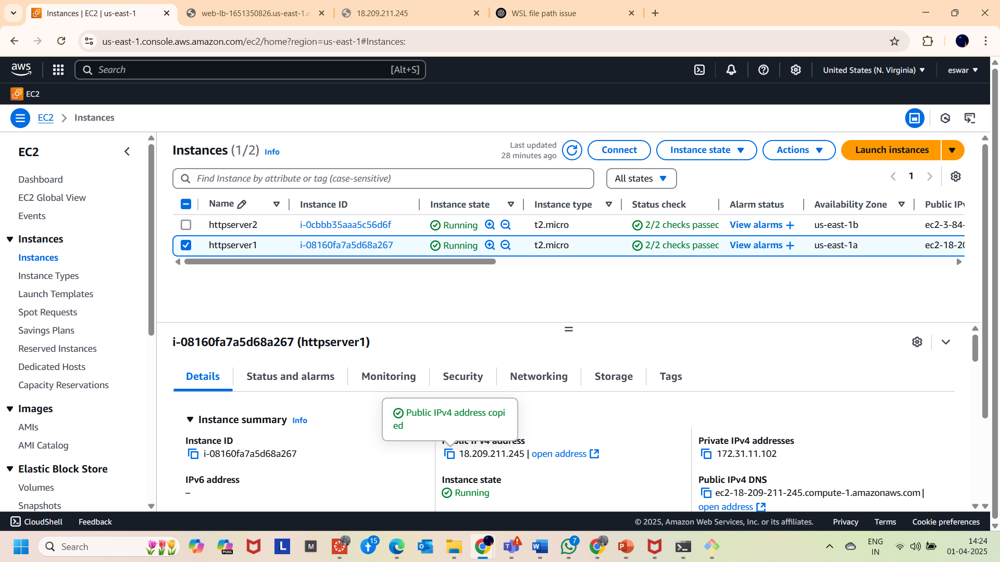 Instances | EC2 | us-east-1
web-lb-1651350826.us-east-1.e
18.209.211.245
WSL file path issue
us-east-1.console.aws.amazon.com/ec2/home?region=us-east-1#Instances:
aws
Search [Alt+S]
United States (N. Virginia)
eswar
EC2
EC2 Instances
EC2
Dashboard
EC2 Global View
Events
Instances
Instances
Instance Types
Launch Templates
Spot Requests
Savings Plans
Reserved Instances
Dedicated Hosts
Capacity Reservations
Images
AMIs
AMI Catalog
Elastic Block Store
Volumes
Snapshots
Instances (1/2) Info
Last updated
28 minutes ago
Connect
Instance state
Actions
Launch instances
Find Instance by attribute or tag (case-sensitive)
All states
1
Name Instance ID Instance state Instance type Status check Alarm status Availability Zone Public IPv
httpserver2 i-0cbbb35aaa5c56d6f Running t2.micro 2/2 checks passed View alarms + us-east-1b ec2-3-84-
httpserver1 i-08160fa7a5d68a267 Running t2.micro 2/2 checks passed View alarms + us-east-1a ec2-18-20
i-08160fa7a5d68a267 (httpserver1)
Details Status and alarms Monitoring Security Networking Storage Tags
Instance summary Info
Public IPv4 address copi
ed
Instance ID
i-08160fa7a5d68a267
Public IPv4 address
18.209.211.245 | open address
Private IPv4 addresses
172.31.11.102
IPv6 address
–
Instance state
Running
Public IPv4 DNS
ec2-18-209-211-245.compute-1.amazonaws.com |
open address
CloudShell Feedback
© 2025, Amazon Web Services, Inc. or its affiliates. Privacy Terms Cookie preferences
Search
M365
L
M
15
7
ENG
IN
14:24
01-04-2025